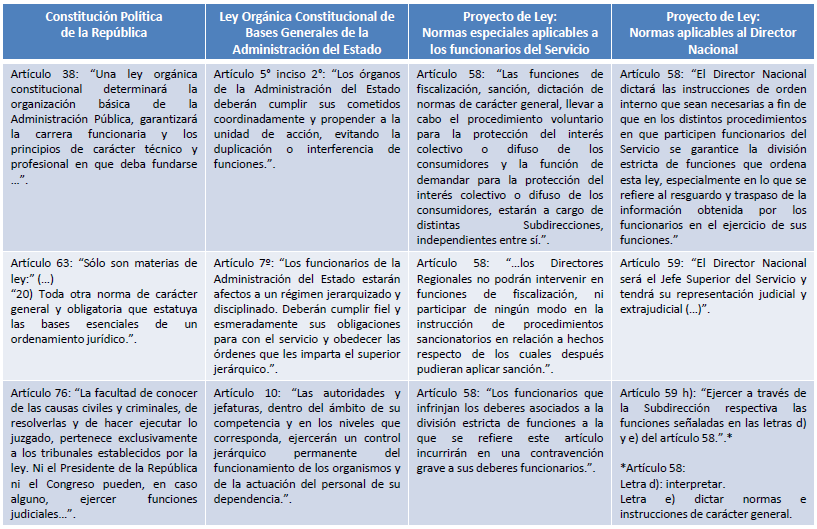 Constitución Política
de la República
Ley Orgánica Constitucional de
Bases Generales de la
Administración del Estado
Proyecto de Ley:
Normas especiales aplicables a
los funcionarios del Servicio
Proyecto de Ley:
Normas aplicables al Director
Nacional
Artículo 38: “Una ley orgánica
constitucional determinará la
organización básica de la
Administración Pública, garantizará
la carrera funcionaria y los
principios de carácter técnico y
profesional en que deba fundarse
…”.
Artículo 5° inciso 2°: “Los órganos
de la Administración del Estado
deberán cumplir sus cometidos
coordinadamente y propender a la
unidad de acción, evitando la
duplicación o interferencia de
funciones.”.
Artículo 58: “Las funciones de
fiscalización, sanción, dictación de
normas de carácter general, llevar a
cabo el procedimiento voluntario
para la protección del interés
colectivo o difuso de los
consumidores y la función de
demandar para la protección del
interés colectivo o difuso de los
consumidores, estarán a cargo de
distintas Subdirecciones,
independientes entre sí.”.
Artículo 58: “El Director Nacional
dictará las instrucciones de orden
interno que sean necesarias a fin de
que en los distintos procedimientos
en que participen funcionarios del
Servicio se garantice la división
estricta de funciones que ordena
esta ley, especialmente en lo que se
refiere al resguardo y traspaso de la
información obtenida por los
funcionarios en el ejercicio de sus
funciones.”
Artículo 63: “Sólo son materias de
ley:” (…)
“20) Toda otra norma de carácter
general y obligatoria que estatuya
las bases esenciales de un
ordenamiento jurídico.”.
Artículo 7º: “Los funcionarios de la
Administración del Estado estarán
afectos a un régimen jerarquizado y
disciplinado. Deberán cumplir fiel y
esmeradamente sus obligaciones
para con el servicio y obedecer las
órdenes que les imparta el superior
jerárquico.”.
Artículo 58: “…los Directores
Regionales no podrán intervenir en
funciones de fiscalización, ni
participar de ningún modo en la
instrucción de procedimientos
sancionatorios en relación a hechos
respecto de los cuales después
pudieran aplicar sanción.”.
Artículo 59: “El Director Nacional
será el Jefe Superior del Servicio y
tendrá su representación judicial y
extrajudicial (…)”.
Artículo 76: “La facultad de conocer
de las causas civiles y criminales, de
resolverlas y de hacer ejecutar lo
juzgado, pertenece exclusivamente
a los tribunales establecidos por la
ley. Ni el Presidente de la República
ni el Congreso pueden, en caso
alguno, ejercer funciones
judiciales…”.
Artículo 10: “Las autoridades y
jefaturas, dentro del ámbito de su
competencia y en los niveles que
corresponda, ejercerán un control
jerárquico permanente del
funcionamiento de los organismos y
de la actuación del personal de su
dependencia.”.
Artículo 58: “Los funcionarios que
infrinjan los deberes asociados a la
división estricta de funciones a la
que se refiere este artículo
incurrirán en una contravención
grave a sus deberes funcionarios.”.
Artículo 59 h): “Ejercer a través de
la Subdirección respectiva las
funciones señaladas en las letras d)
y e) del artículo 58.”.*
*Artículo 58:
Letra d): interpretar.
Letra e) dictar normas e
instrucciones de carácter general.